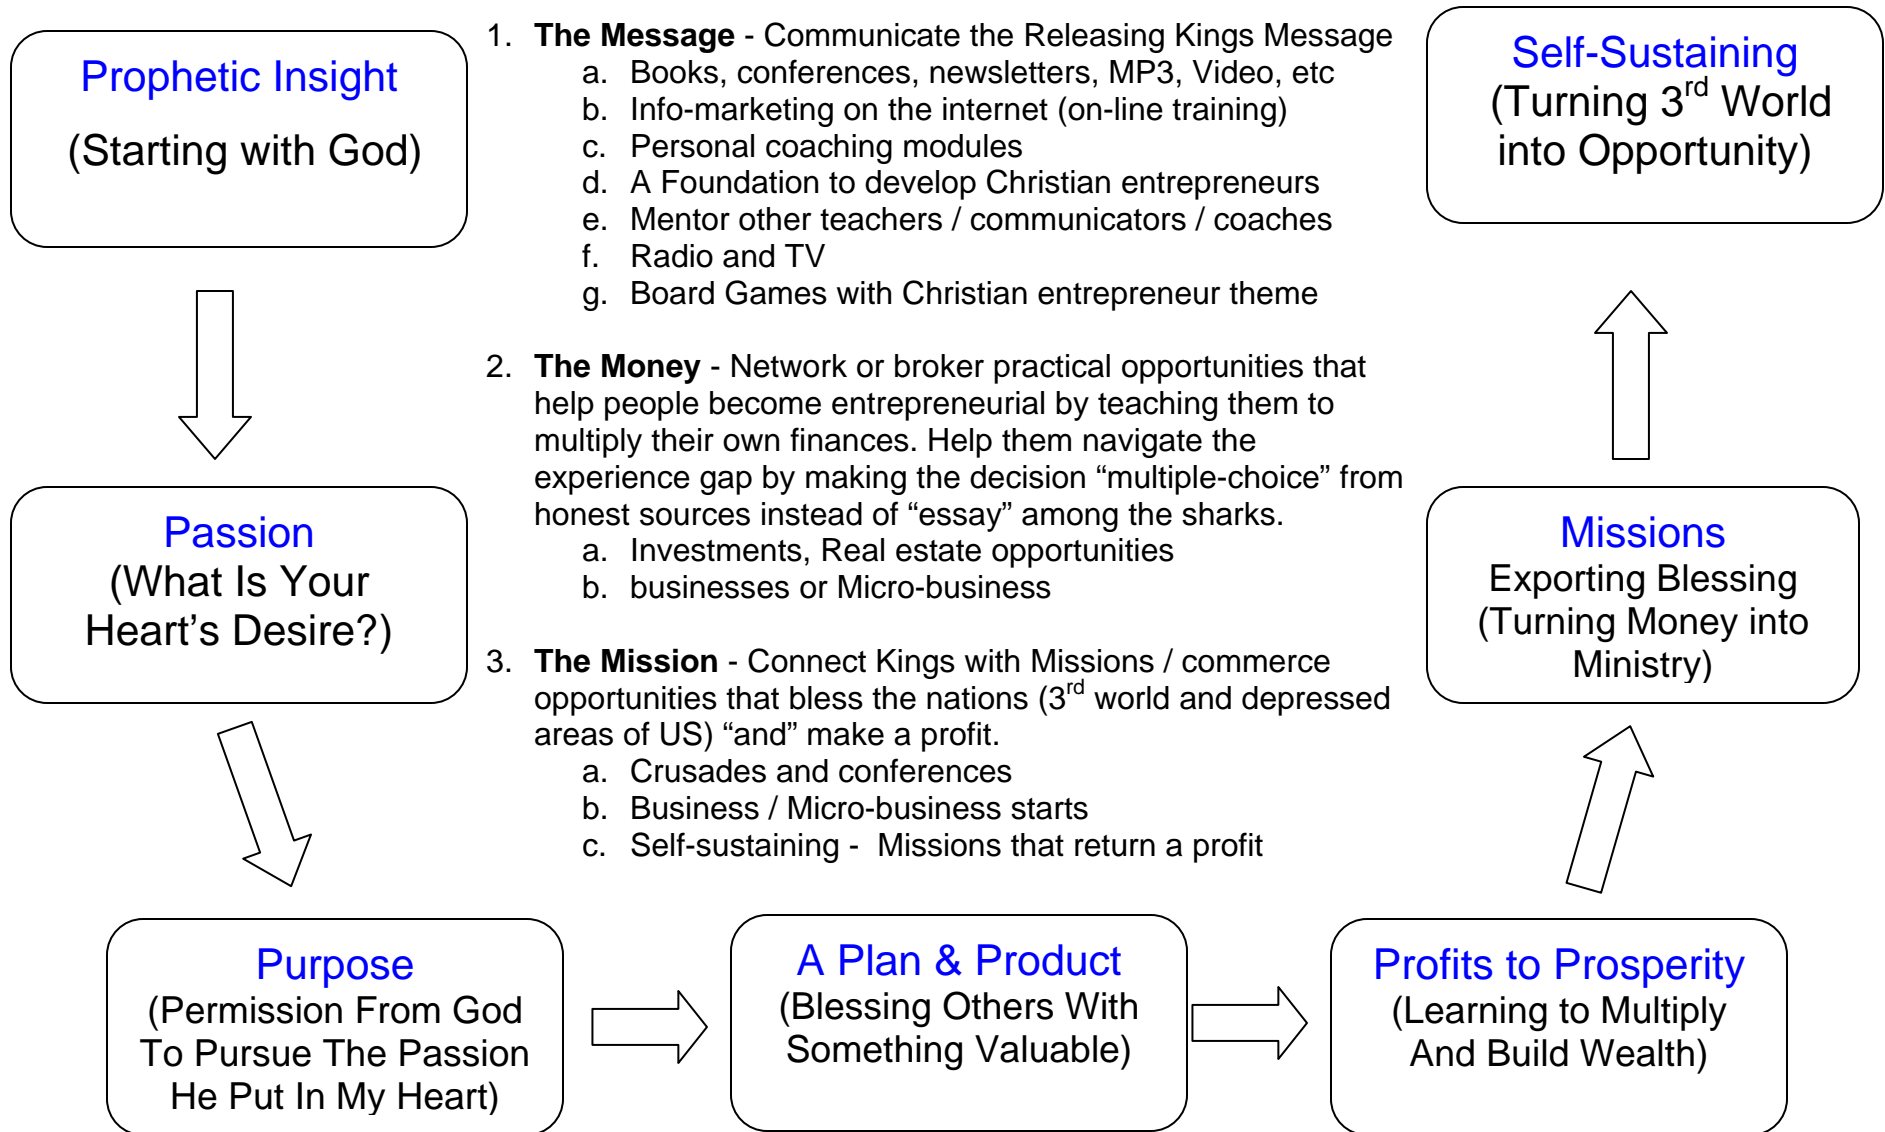 Prophetic Insight
(Starting with God)
Passion
(What Is Your
Heart's Desire?)
Purpose
(Permission From God
To Pursue The Passion
He Put In My Heart)
A Plan & Product
(Blessing Others With
Something Valuable)
Profits to Prosperity
(Learning to Multiply
And Build Wealth)
Missions
Exporting Blessing
(Turning Money into
Ministry)
Self-Sustaining
(Turning 3rd World
into Opportunity)
1. The Message - Communicate the Releasing Kings Message
a. Books, conferences, newsletters, MP3, Video, etc
b. Info-marketing on the internet (on-line training)
c. Personal coaching modules
d. A Foundation to develop Christian entrepreneurs
e. Mentor other teachers / communicators / coaches
f. Radio and TV
g. Board Games with Christian entrepreneur theme
2. The Money - Network or broker practical opportunities that
help people become entrepreneurial by teaching them to
multiply their own finances. Help them navigate the
experience gap by making the decision “multiple-choice” from
honest sources instead of “essay” among the sharks.
a. Investments, Real estate opportunities
b. businesses or Micro-business
3. The Mission - Connect Kings with Missions / commerce
opportunities that bless the nations (3rd world and depressed
areas of US) “and” make a profit.
a. Crusades and conferences
b. Business / Micro-business starts
c. Self-sustaining - Missions that return a profit